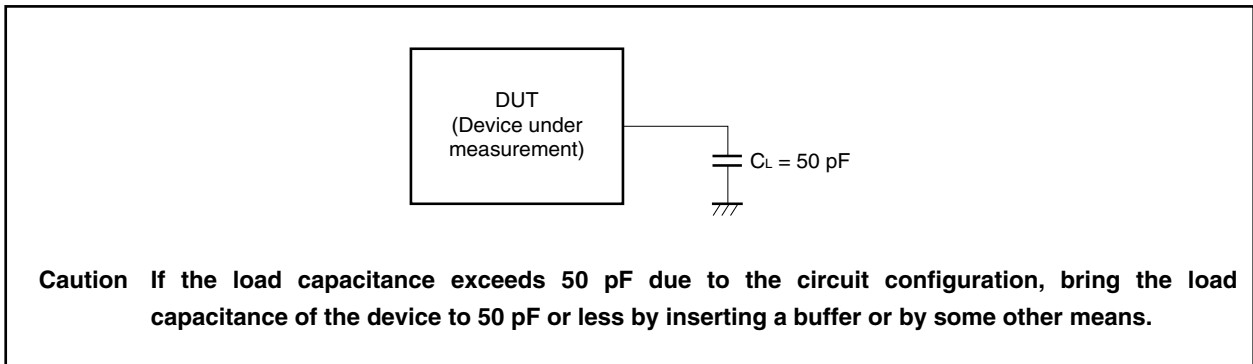 DUT
(Device under
measurement)
CL = 50 pF
Caution If the load capacitance exceeds 50 pF due to the circuit configuration, bring the load
capacitance of the device to 50 pF or less by inserting a buffer or by some other means.